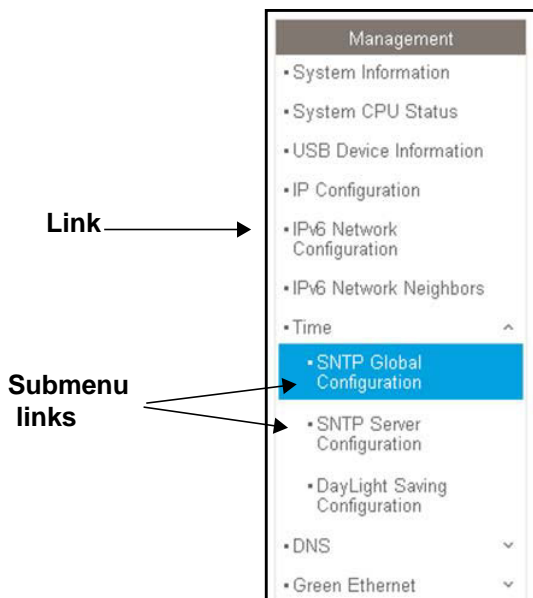 Management
System Information
System CPU Status
USB Device Information
IP Configuration
Link
IPv6 Network
Configuration
IPv6 Network Neighbors
Time
SNTP Global
Configuration
Submenu
links
SNTP Server
Configuration
DayLight Saving
Configuration
DNS
Green Ethernet